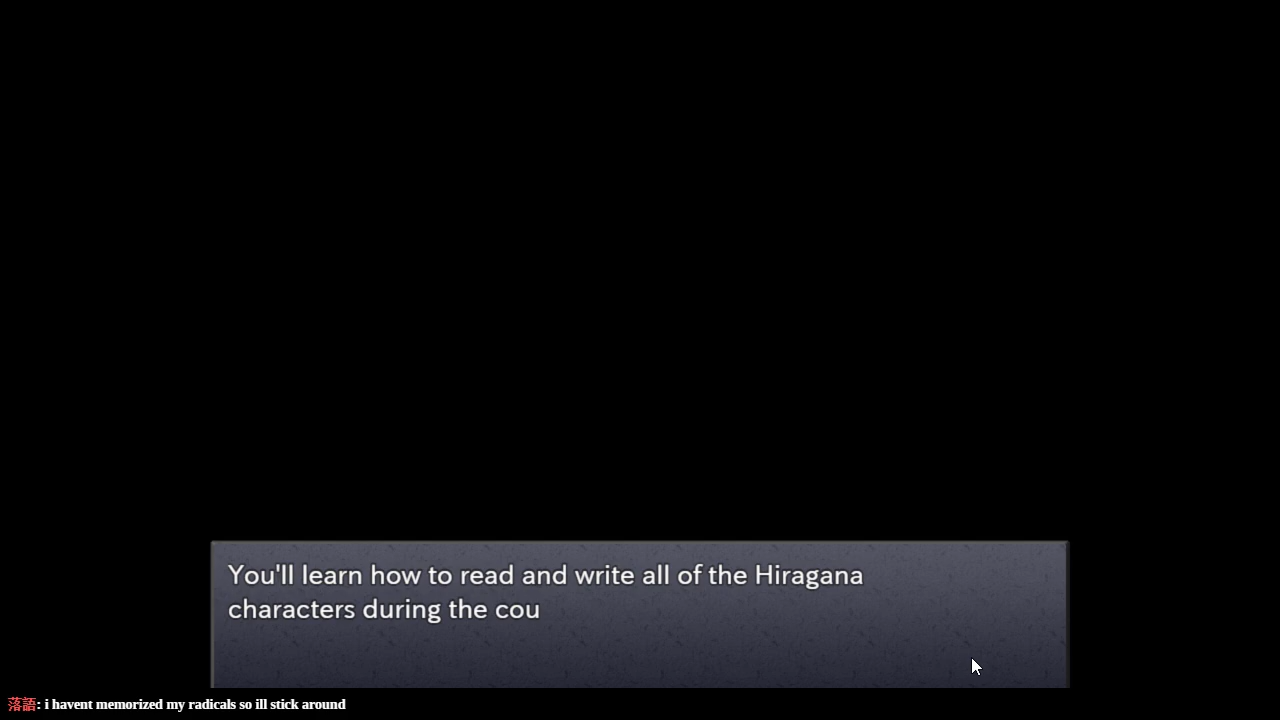 You'll learn how to read and write all of the Hiragana
characters during the cou
落語: i havent memorized my radicals so ill stick around